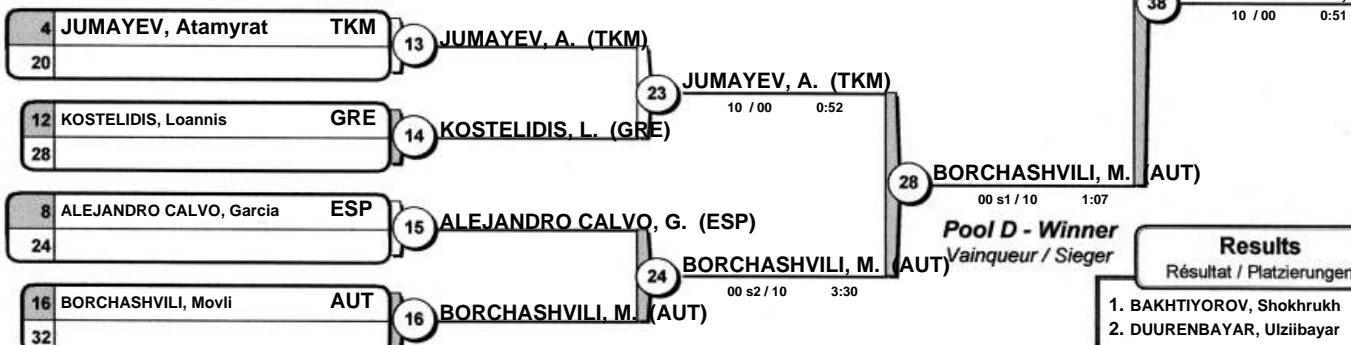 38
10 / 00 0:51
4 JUMAYEV, Atamyrat TKM
20
13 JUMAYEV, A. (TKM)
23 JUMAYEV, A. (TKM)
10 / 00 0:52
12 KOSTELIDIS, Loannis GRE
28
14 KOSTELIDIS, L. (GRE)
28 BORCHASHVILI, M. (AUT)
00 s1 / 10 1:07
8 ALEJANDRO CALVO, Garcia ESP
24
15 ALEJANDRO CALVO, G. (ESP)
Pool D - Winner
Vainqueur / Sieger
24 BORCHASHVILI, M. (AUT)
00 s2 / 10 3:30
16 BORCHASHVILI, Movli AUT
32
16 BORCHASHVILI, M. (AUT)
Results
Résultat / Platzierungen
1. BAKHTIYOROV, Shokhrukh
2. DUURENBAYAR, Ulziibayar